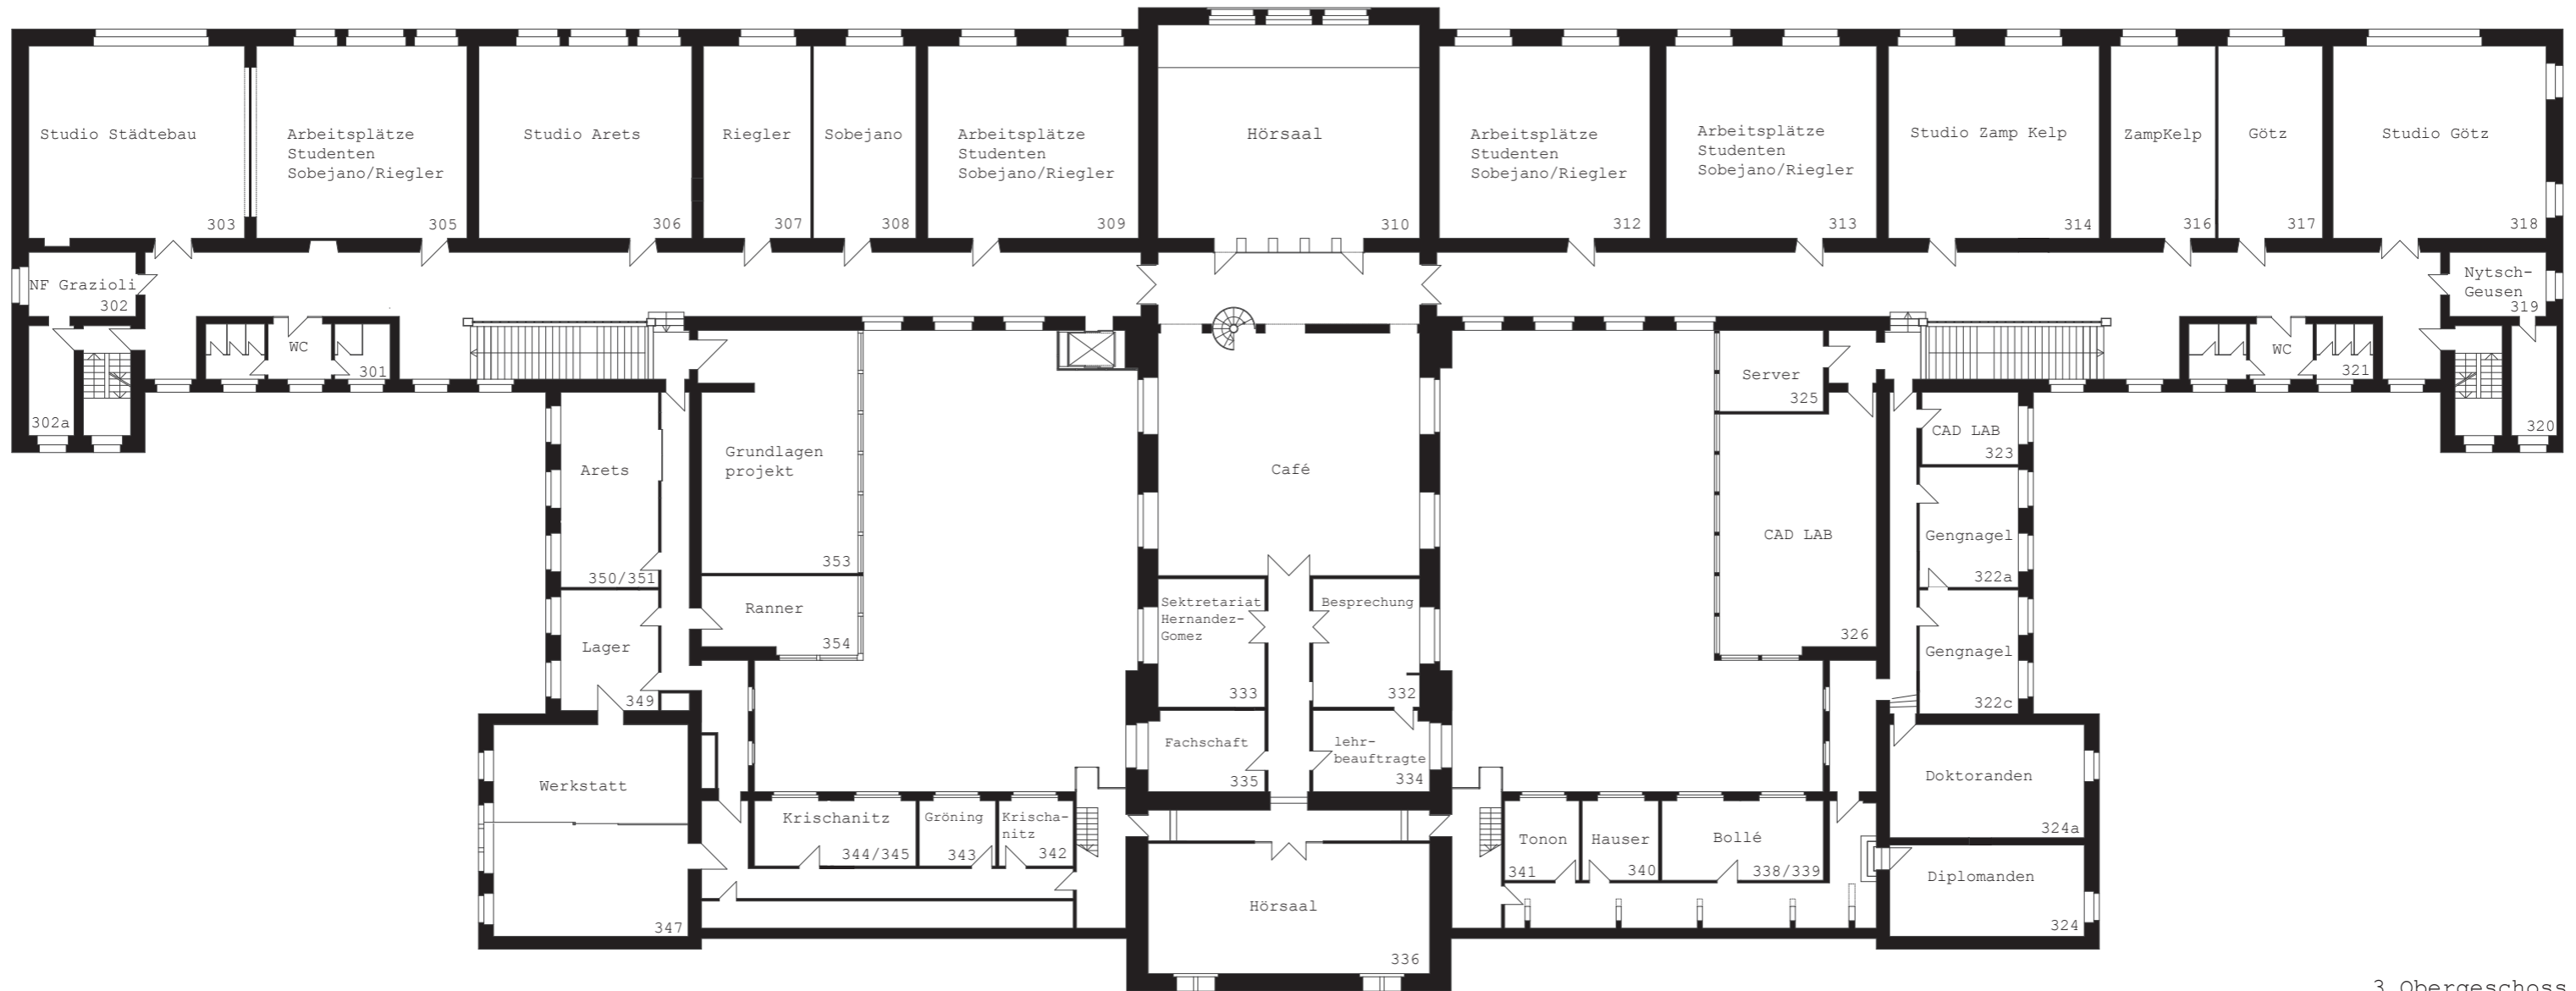 Studio Städtebau
303
Arbeitsplätze
Studenten
Sobejano/Riegler
305
Studio Arets
306
Riegler
307
Sobejano
308
Arbeitsplätze
Studenten
Sobejano/Riegler
309
Hörsaal
310
Arbeitsplätze
Studenten
Sobejano/Riegler
312
Arbeitsplätze
Studenten
Sobejano/Riegler
313
Studio Zamp Kelp
314
ZampKelp
316
Götz
317
Studio Götz
318
NF Grazioli
302
Nytsch-
Geusen
319
WC
301
302a
WC
321
320
Server
325
CAD LAB
323
Arets
350/351
Grundlagen
projekt
353
Café
CAD LAB
326
Gengnagel
322a
Ranner
354
Lager
349
Sektretariat
Hernandez-
Gomez
333
Besprechung
332
Gengnagel
322c
Fachschaft
335
lehr-
beauftragte
334
Werkstatt
347
Doktoranden
324a
Krischanitz
344/345
Gröning
343
Krischa-
nitz
342
Tonon
341
Hauser
340
Bollé
338/339
Diplomanden
324
Hörsaal
336
3 Obergeschoss